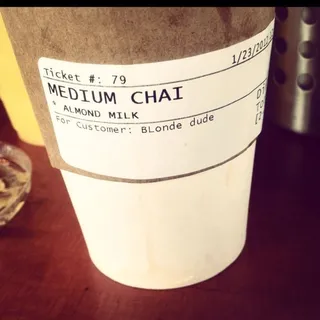 Ticket #: 79
MEDIUM CHAI
+ ALMOND MILK
For Customer: BLonde dude